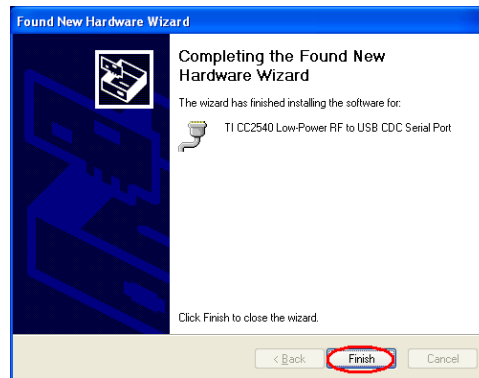 Found New Hardware Wizard
Completing the Found New
Hardware Wizard
The wizard has finished installing the software for:
TI CC2540 Low-Power RF to USB CDC Serial Port
Click Finish to close the wizard.
< Back
Finish
Cancel